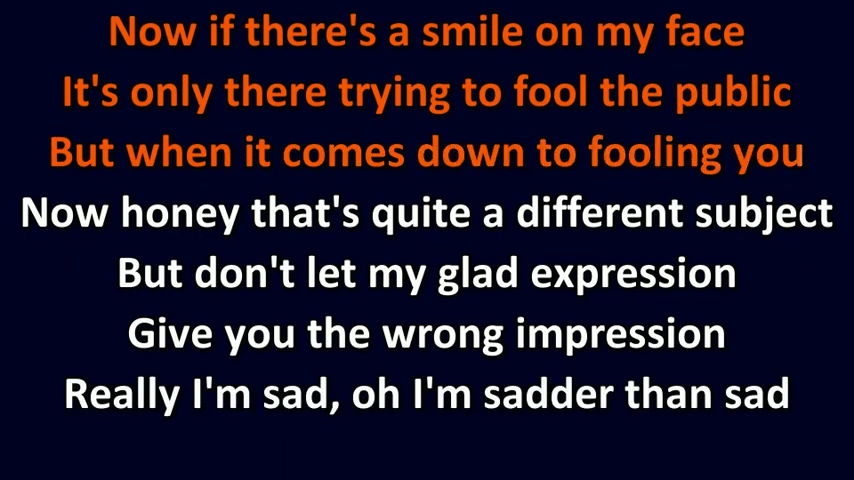 Now if there's a smile on my face
It's only there trying to fool the public
But when it comes down to fooling you
Now honey that's quite a different subject
But don't let my glad expression
Give you the wrong impression
Really I'm sad, oh I'm sadder than sad